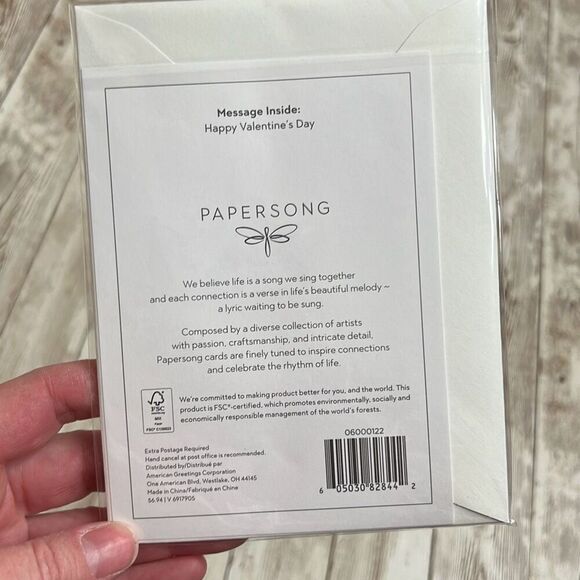 Message Inside:
Happy Valentine's Day
PAPERSONG
We believe life is a song we sing together
and each connection is a verse in life's beautiful melody ~
a lyric waiting to be sung.
Composed by a diverse collection of artists
with passion, craftsmanship, and intricate detail,
Papersong cards are finely tuned to inspire connections
and celebrate the rhythm of life.
FSC
MIX
Paper
We're committed to making product better for you, and the world. This
product is FSC®-certified, which promotes environmentally, socially and
economically responsible management of the world's forests.
Extra Postage Required
Hand cancel at post office is recommended.
Distributed by/Distribué par
American Greetings Corporation
One American Blvd, Westlake, OH 44145
Made in China/Fabriqué en Chine
$6.94 | V 6917905
06000122
6 05030 82844 2